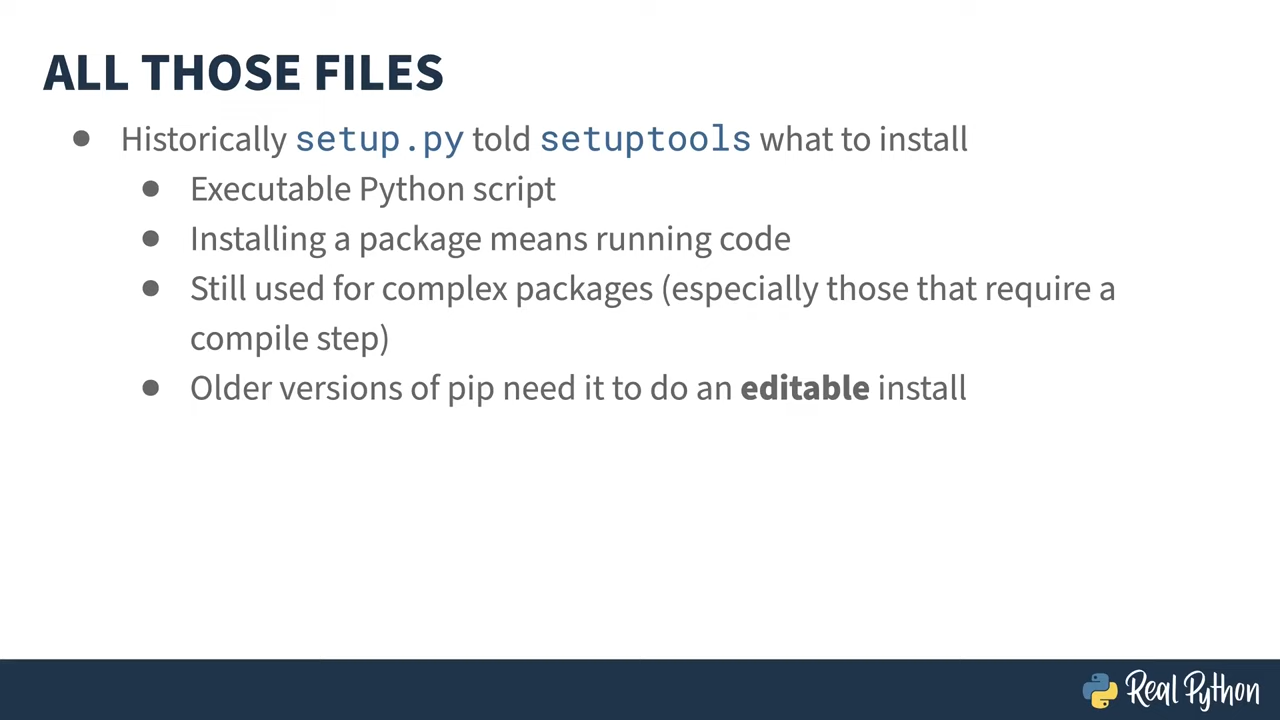 ALL THOSE FILES
Historically setup.py told setuptools what to install
Executable Python script
Installing a package means running code
Still used for complex packages (especially those that require a
compile step)
Older versions of pip need it to do an editable install
Real Python